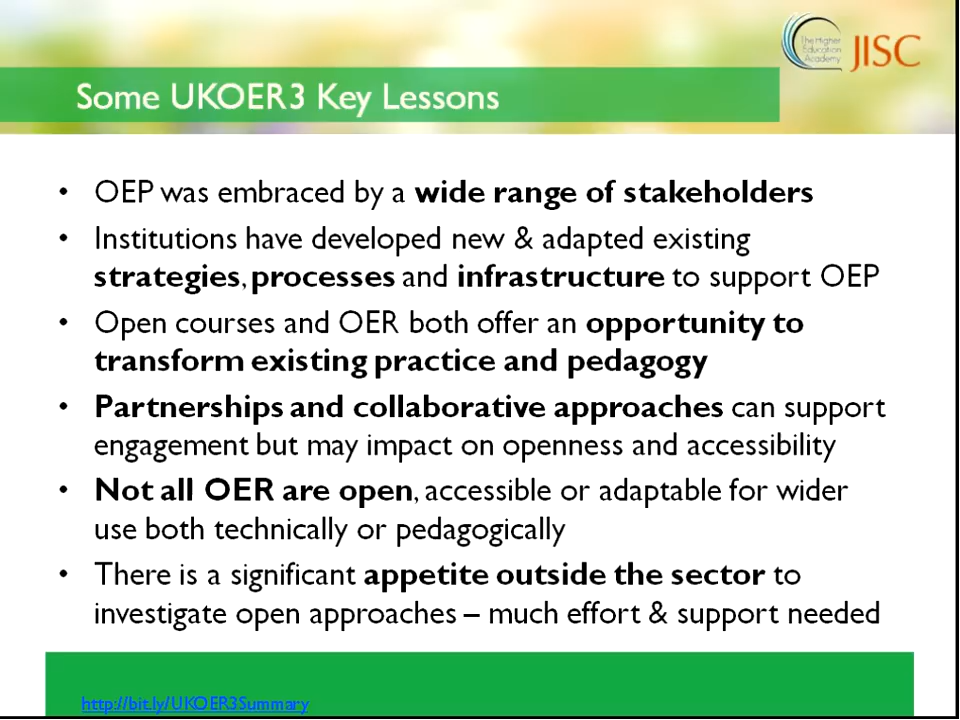 The Higher
Education
Academy
JISC
Some UKOER3 Key Lessons
• OEP was embraced by a wide range of stakeholders
• Institutions have developed new & adapted existing
strategies, processes and infrastructure to support OEP
• Open courses and OER both offer an opportunity to
transform existing practice and pedagogy
• Partnerships and collaborative approaches can support
engagement but may impact on openness and accessibility
• Not all OER are open, accessible or adaptable for wider
use both technically or pedagogically
• There is a significant appetite outside the sector to
investigate open approaches – much effort & support needed
http://bit.ly/UKOER3Summary